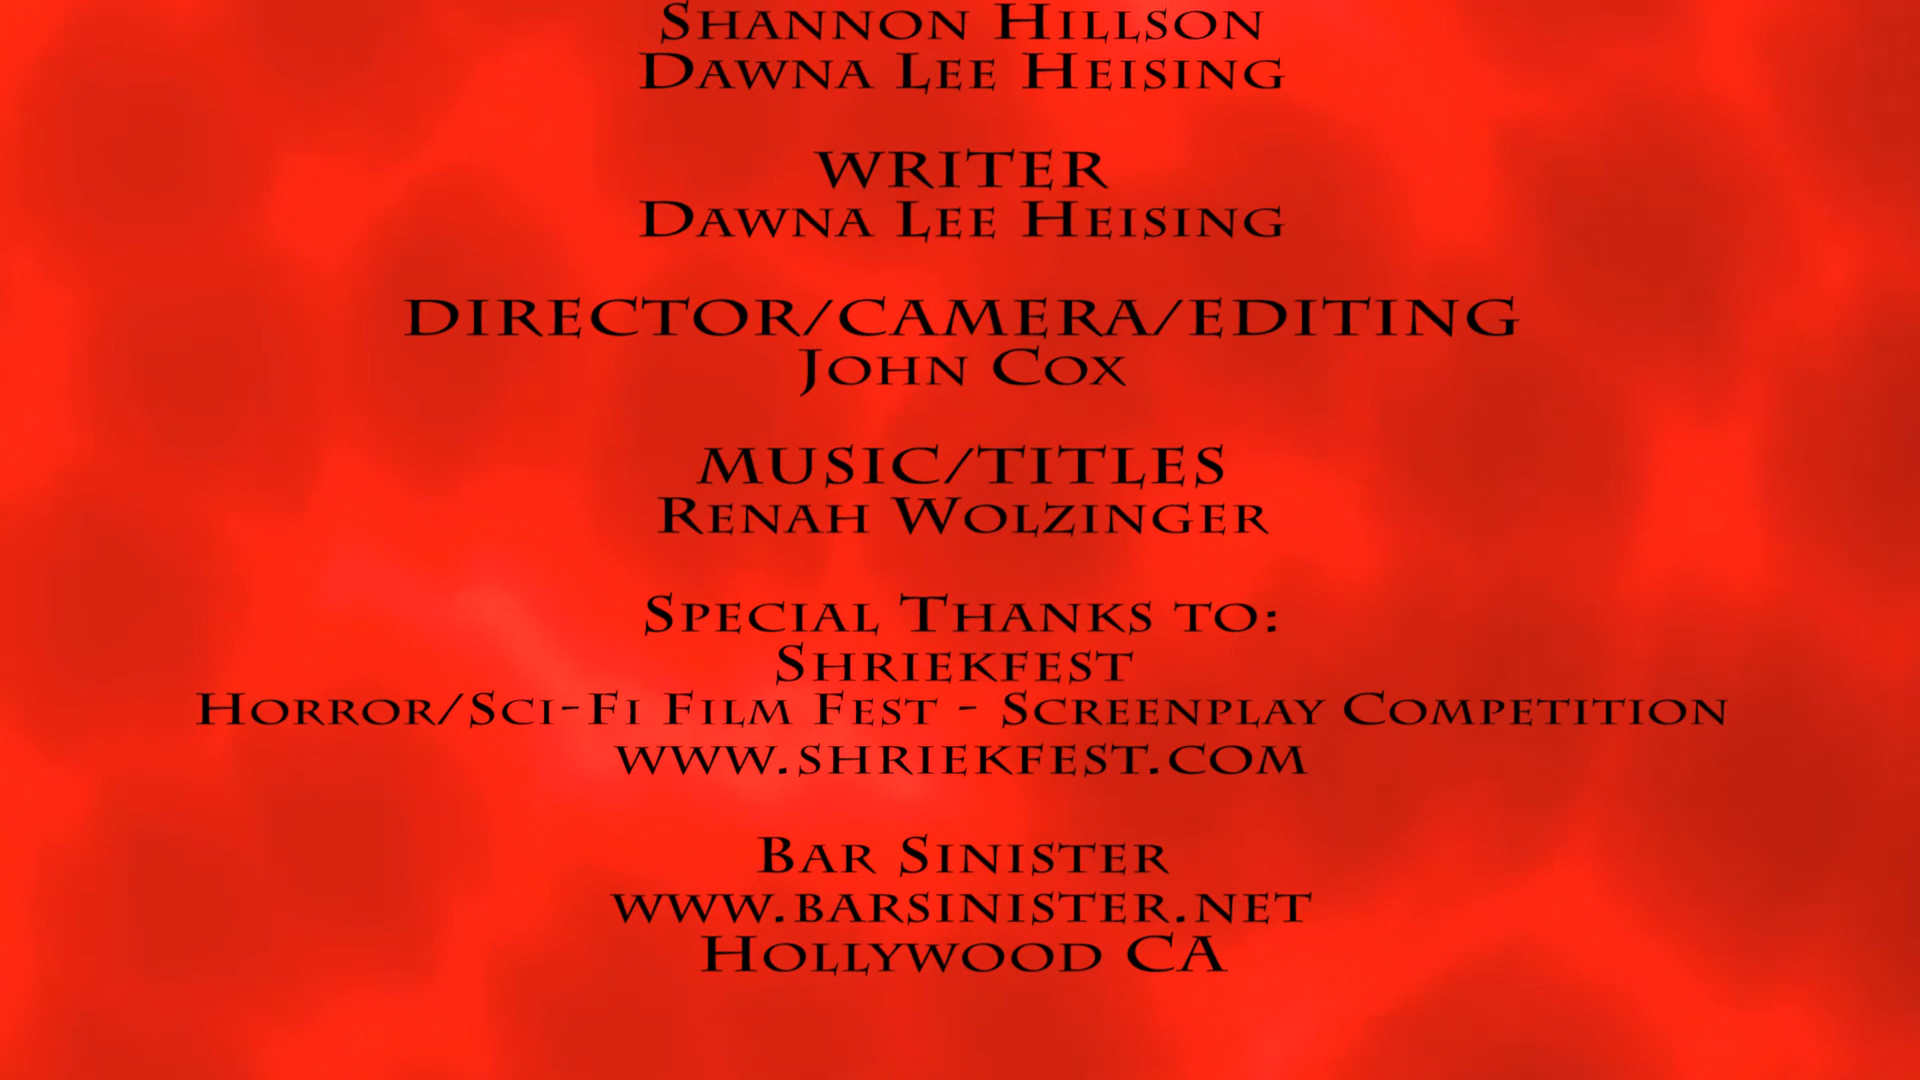 Shannon Hillson
Dawna Lee Heising
WRITER
Dawna Lee Heising
DIRECTOR/CAMERA/EDITING
John Cox
MUSIC/TITLES
Renah Wolzinger
Special Thanks to:
Shriekfest
Horror/Sci-Fi Film Fest - Screenplay Competition
www.shriekfest.com
Bar Sinister
www.barsinister.net
Hollywood CA